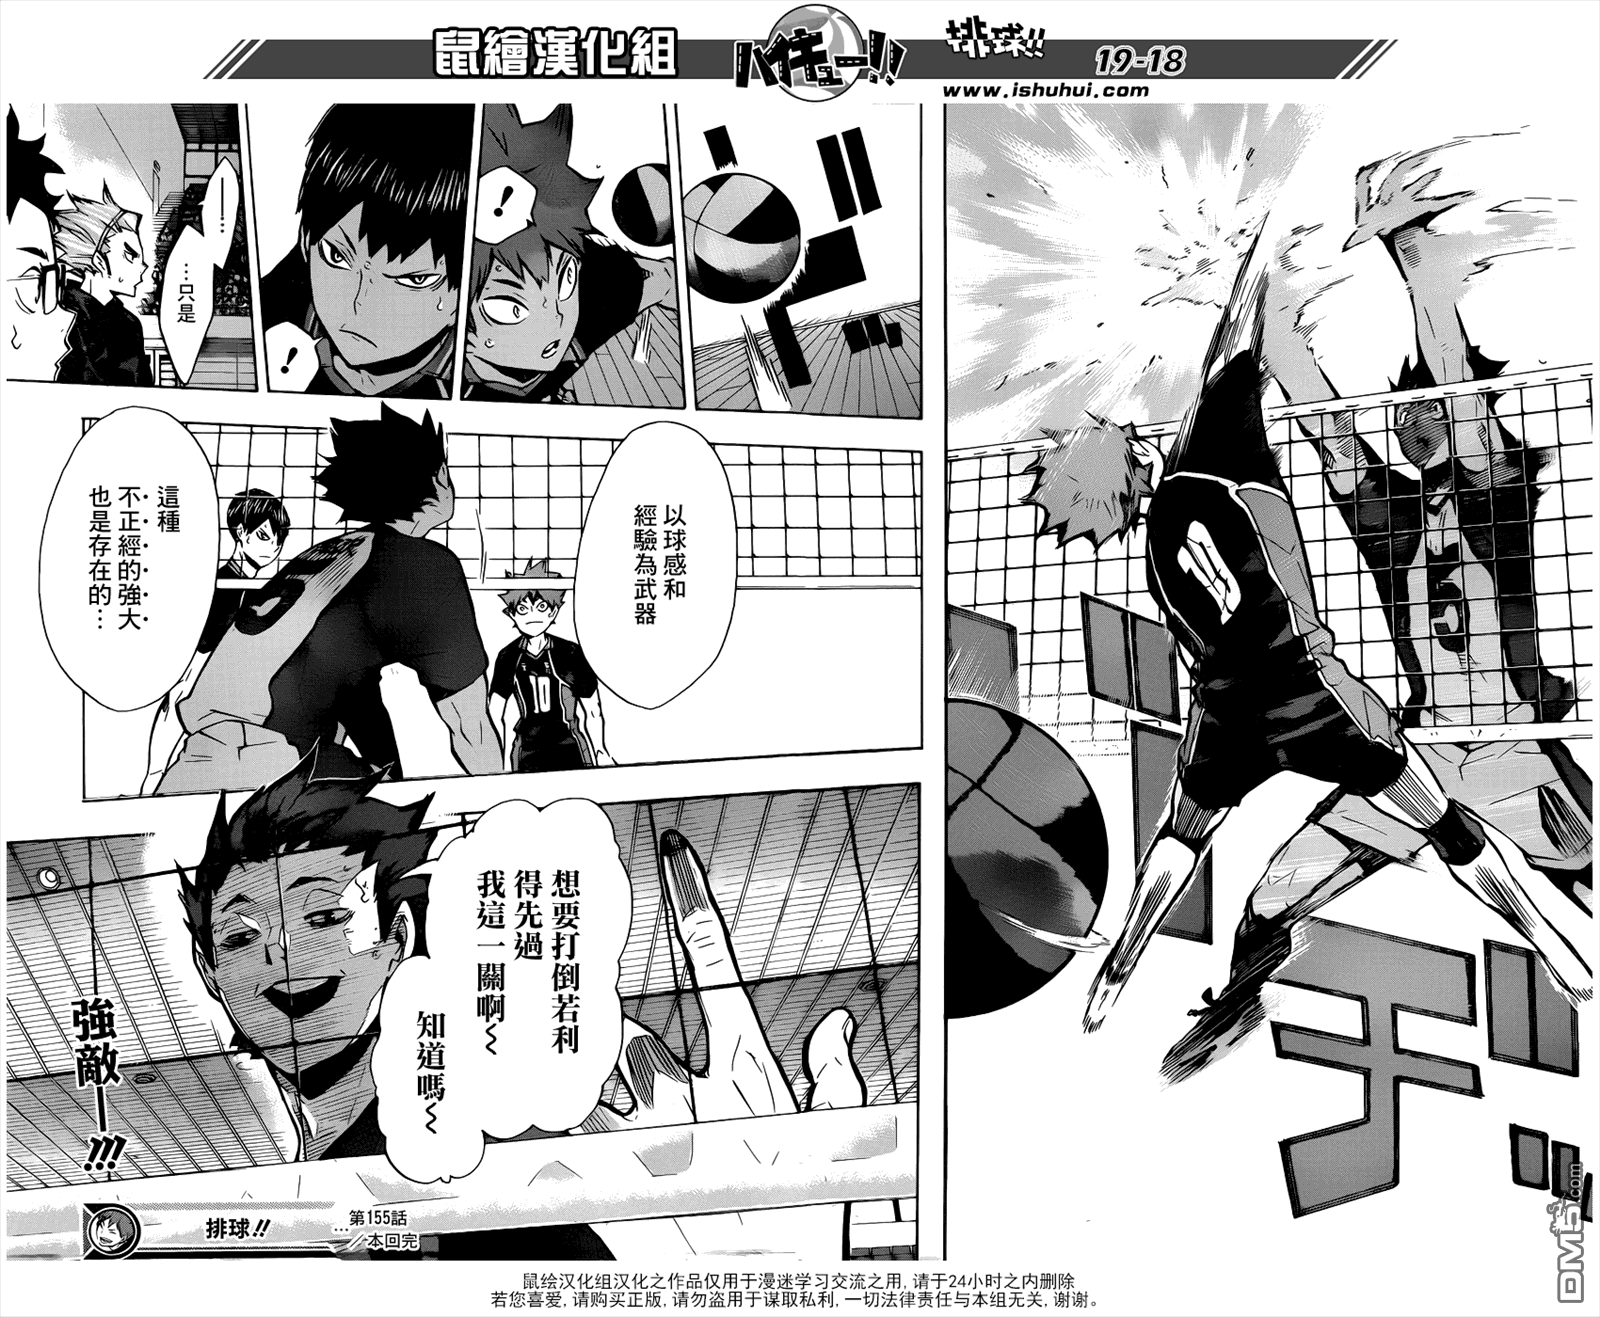 鼠繪漢化組
ハイキュー!!
排球!!
19-18
www.ishuhui.com
10
5
デ
!
!
……
…只是
以球感和
經驗為武器
這種
不正經的強大
也是存在的…
10
想要打倒若利
得先過
我這一關啊～
知道嗎～
強敵—!!!
排球!!
…第155話
／本回完
DM5.com
鼠绘汉化组汉化之作品仅用于漫迷学习交流之用,请于24小时之内删除
若您喜爱,请购买正版,请勿盗用于谋取私利,一切法律责任与本组无关,谢谢。